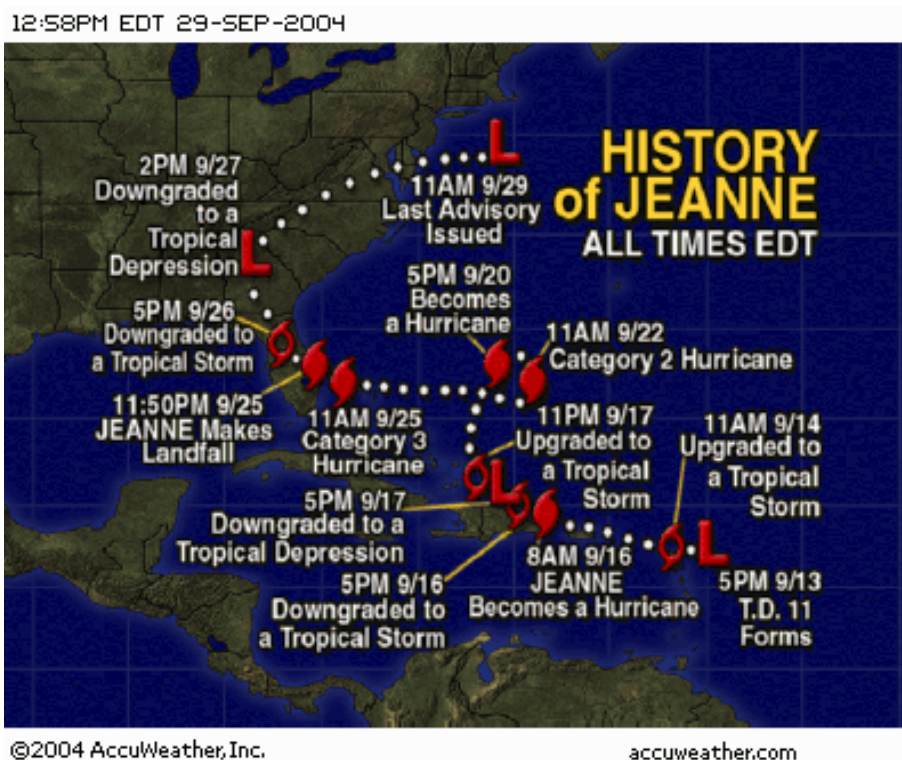 12:58PM EDT 29-SEP-2004
HISTORY
of JEANNE
ALL TIMES EDT
2PM 9/27
Downgraded
to a
Tropical
Depression
11AM 9/29
Last Advisory
Issued
5PM 9/20
Becomes
a Hurricane
5PM 9/26
Downgraded to
a Tropical Storm
11AM 9/22
Category 2 Hurricane
11:50PM 9/25
JEANNE Makes
Landfall
11AM 9/25
Category 3
Hurricane
11PM 9/17
Upgraded to
a Tropical
Storm
11AM 9/14
Upgraded to
a Tropical
Storm
5PM 9/17
Downgraded to a
Tropical Depression
8AM 9/16
JEANNE
Becomes a Hurricane
5PM 9/16
Downgraded to
a Tropical Storm
5PM 9/13
T.D. 11
Forms
L
L
L
L
©2004 AccuWeather, Inc.
accuweather.com